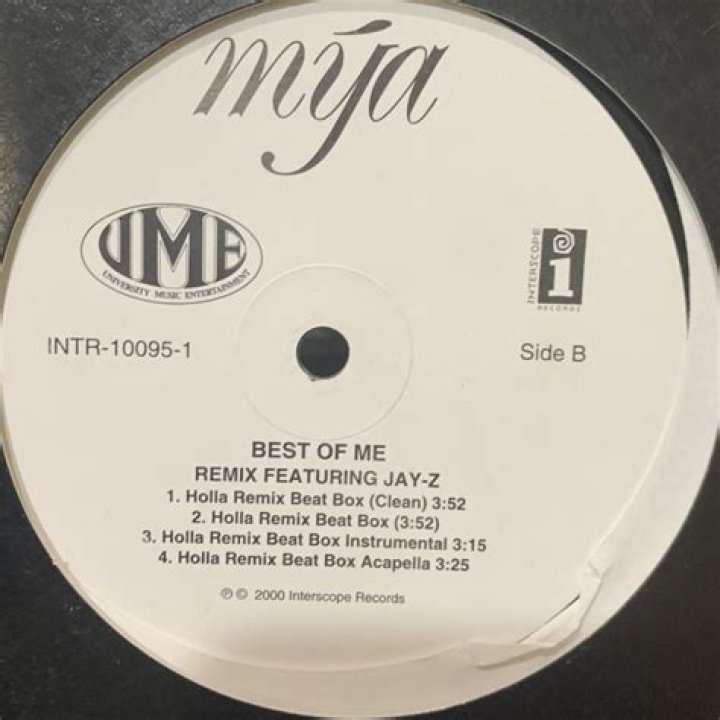 mýa
UME
UNIVERSITY MUSIC ENTERTAINMENT
INTERSCOPE
i
RECORDS
INTR-10095-1
Side B
BEST OF ME
REMIX FEATURING JAY-Z
1. Holla Remix Beat Box (Clean) 3:52
2. Holla Remix Beat Box (3:52)
3. Holla Remix Beat Box Instrumental 3:15
4. Holla Remix Beat Box Acapella 3:25
℗ © 2000 Interscope Records